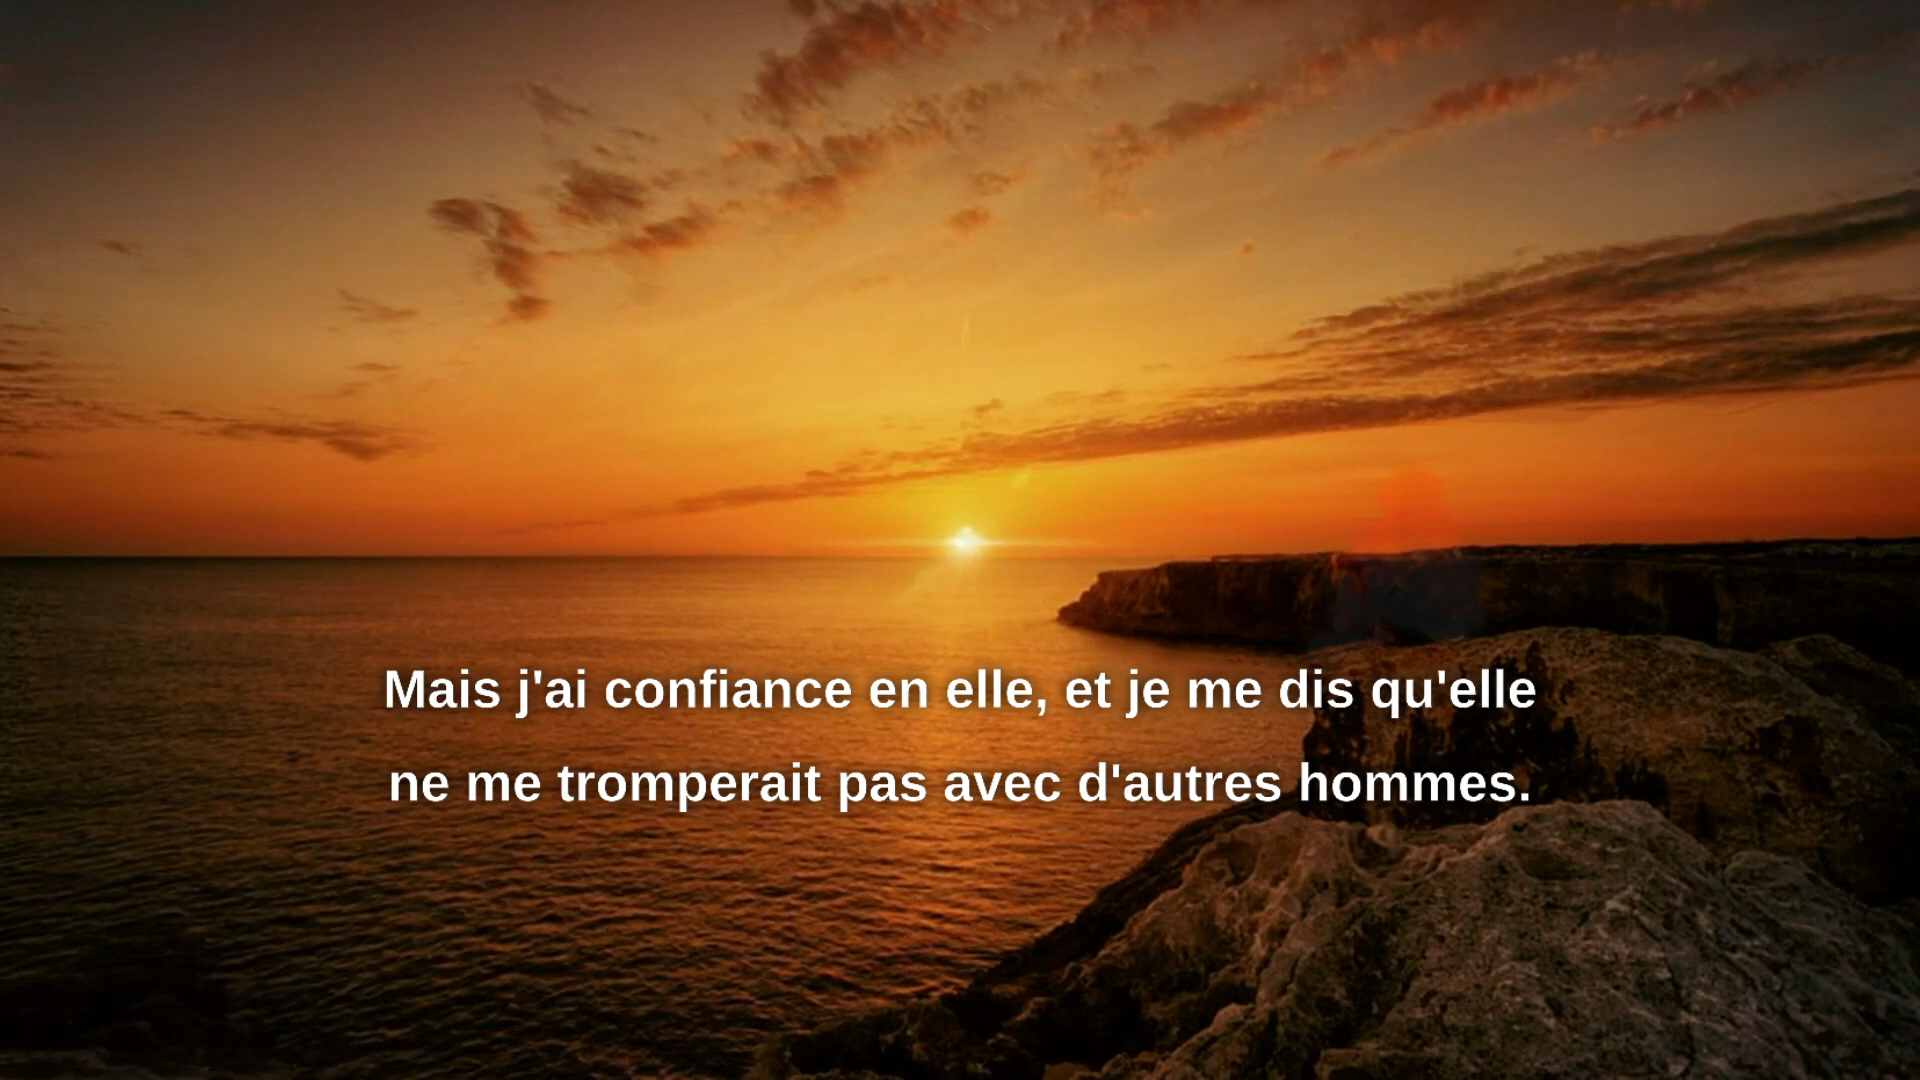 Mais j'ai confiance en elle, et je me dis qu'elle
ne me tromperait pas avec d'autres hommes.